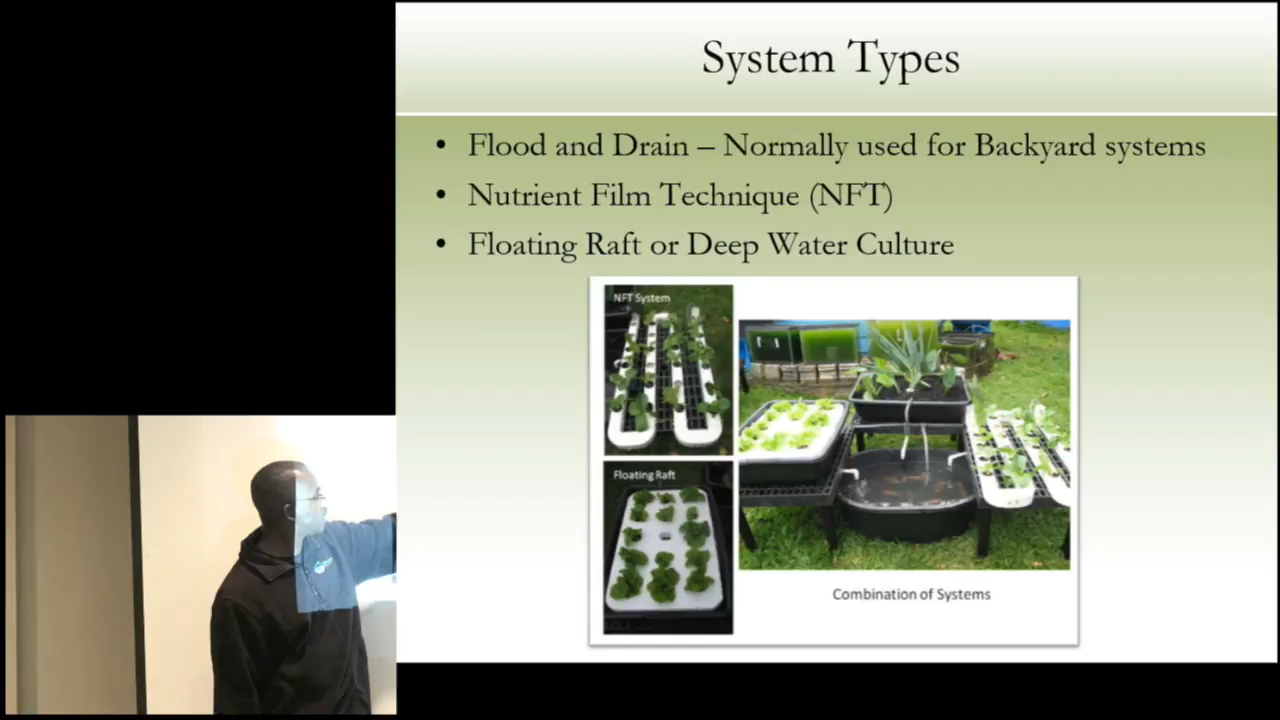 System Types
• Flood and Drain – Normally used for Backyard systems
• Nutrient Film Technique (NFT)
• Floating Raft or Deep Water Culture
NFT System
Floating Raft
Combination of Systems